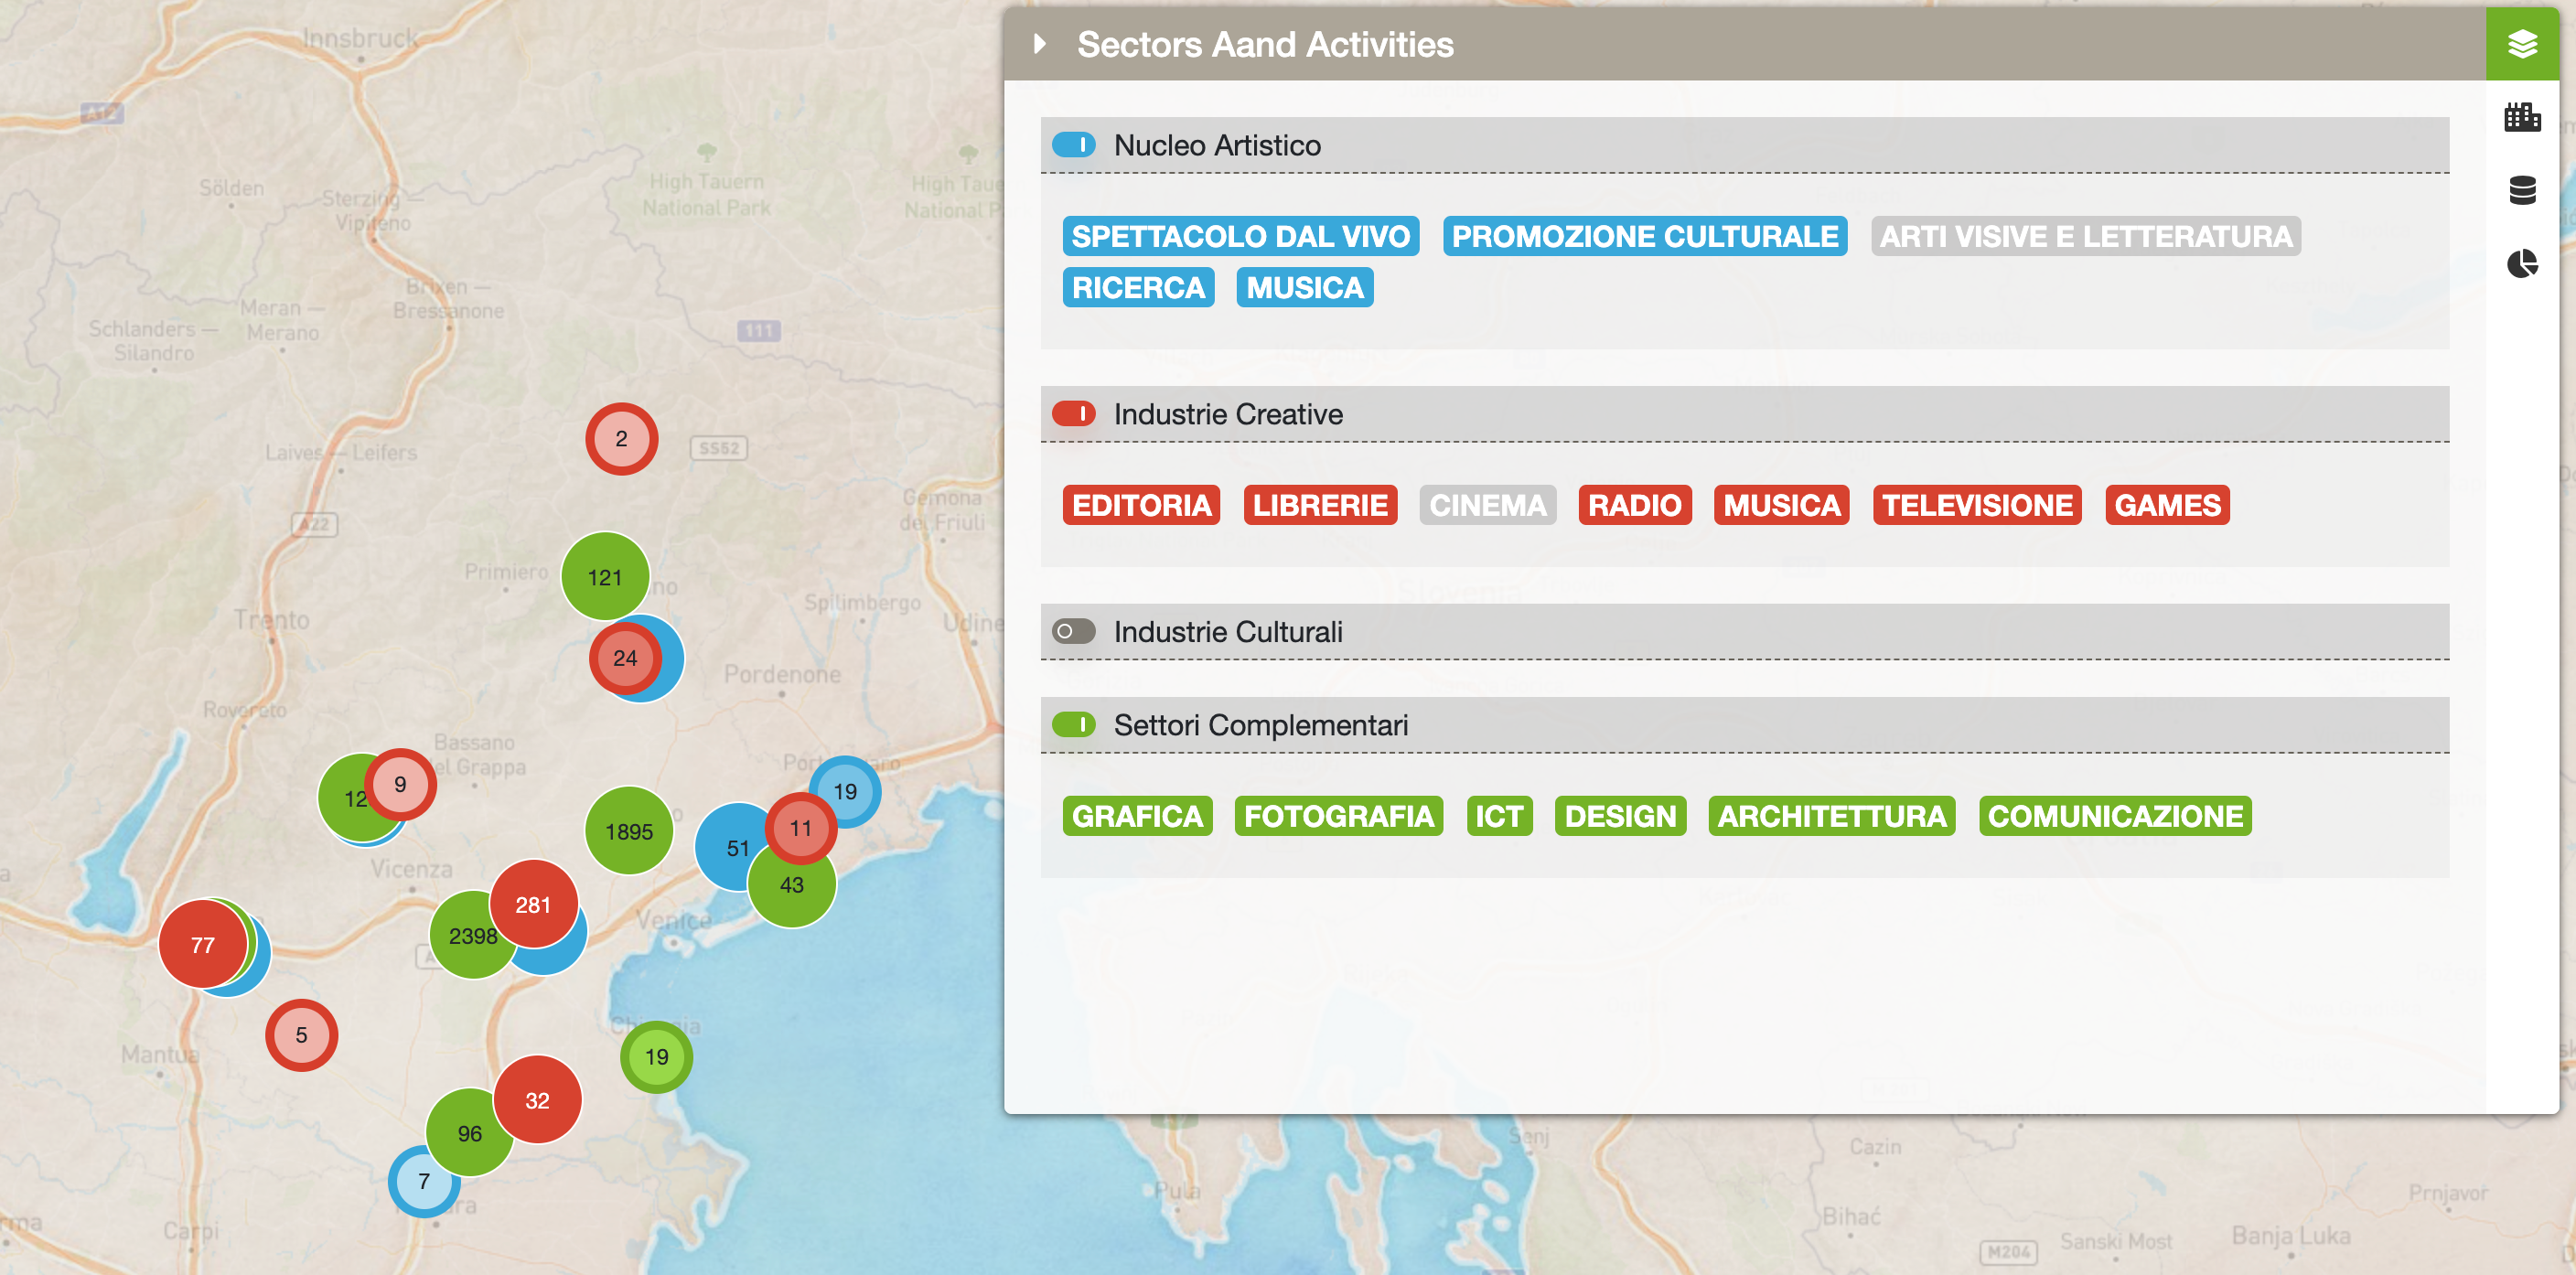 Sectors Aand Activities
Nucleo Artistico
SPETTACOLO DAL VIVO PROMOZIONE CULTURALE ARTI VISIVE E LETTERATURA
RICERCA MUSICA
Industrie Creative
EDITORIA LIBRERIE CINEMA RADIO MUSICA TELEVISIONE GAMES
Industrie Culturali
Settori Complementari
GRAFICA FOTOGRAFIA ICT DESIGN ARCHITETTURA COMUNICAZIONE
Innsbruck
A12
Sölden
Sterzing —
Vipiteno
High Tauern
National Park
High Taue
National P
Brixen —
Bressanone
Meran —
Merano
Schlanders —
Silandro
111
2
SS52
Laives — Leifers
Gemona
del Friuli
A22
121
Primiero
Spilimbergo
Trento
Udine
24
Pordenone
Rovereto
Bassano
el Grappa
9
12
19
11
1895
51
43
Vicenza
281
2398
Venice
77
5
19
Mantua
32
96
7
Carpi
Pula
Senj
Cazin
Bihać
Prnjavor
M204
Sanski Most
Banja Luka
Slovenia